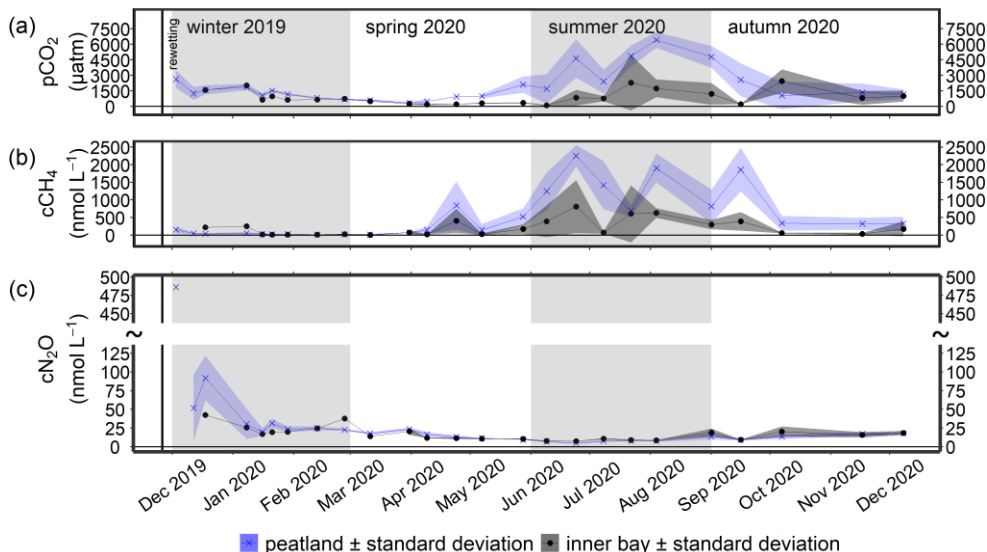 (a)
rewetting
winter 2019
spring 2020
summer 2020
autumn 2020
pCO₂
(µatm)
7500
6000
4500
3000
1500
0
7500
6000
4500
3000
1500
0
(b)
cCH₄
(nmol L⁻¹)
2500
2000
1500
1000
500
0
2500
2000
1500
1000
500
0
(c)
cN₂O
(nmol L⁻¹)
500
475
450
~
125
100
75
50
25
0
500
475
450
~
125
100
75
50
25
0
Dec 2019
Jan 2020
Feb 2020
Mar 2020
Apr 2020
May 2020
Jun 2020
Jul 2020
Aug 2020
Sep 2020
Oct 2020
Nov 2020
Dec 2020
peatland ± standard deviation
inner bay ± standard deviation